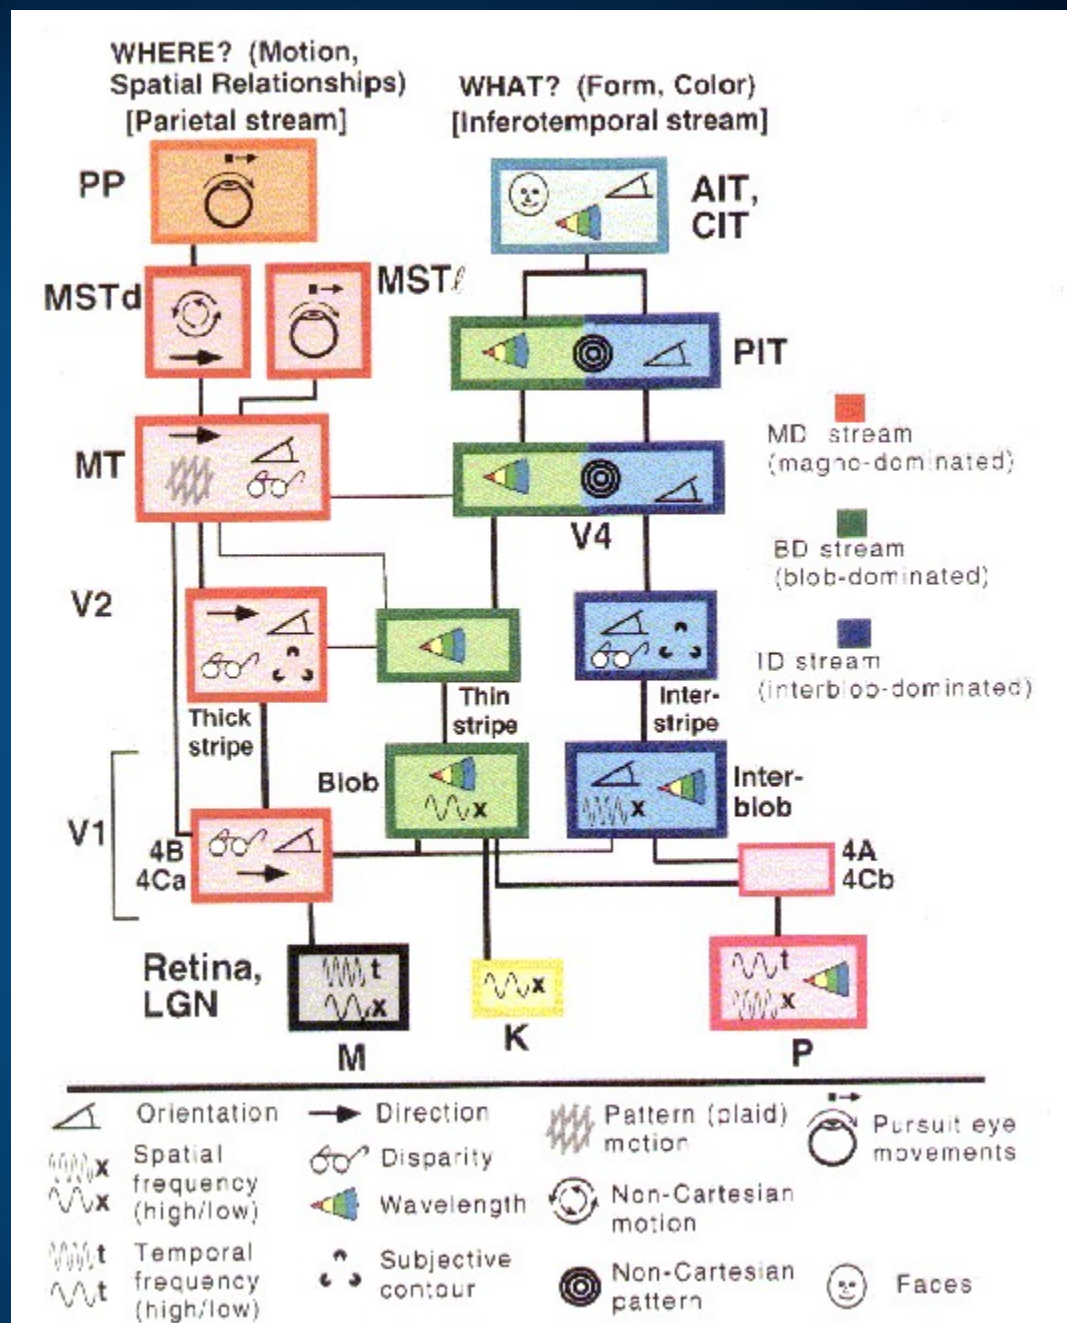 WHERE? (Motion,
Spatial Relationships)
[Parietal stream]
WHAT? (Form, Color)
[Inferotemporal stream]
PP
AIT,
CIT
MSTd
MSTℓ
PIT
MT
V4
MD stream
(magno-dominated)
BD stream
(blob-dominated)
ID stream
(interblob-dominated)
V2
Thick
stripe
Thin
stripe
Inter-
stripe
V1
Blob
x
x
Inter-
blob
4B
4Ca
4A
4Cb
Retina,
LGN
t
x
x
t
x
M
K
P
Orientation
Direction
Pattern (plaid)
motion
Pursuit eye
movements
x
x
Spatial
frequency
(high/low)
Disparity
Wavelength
Non-Cartesian
motion
t
t
Temporal
frequency
(high/low)
Subjective
contour
Non-Cartesian
pattern
Faces